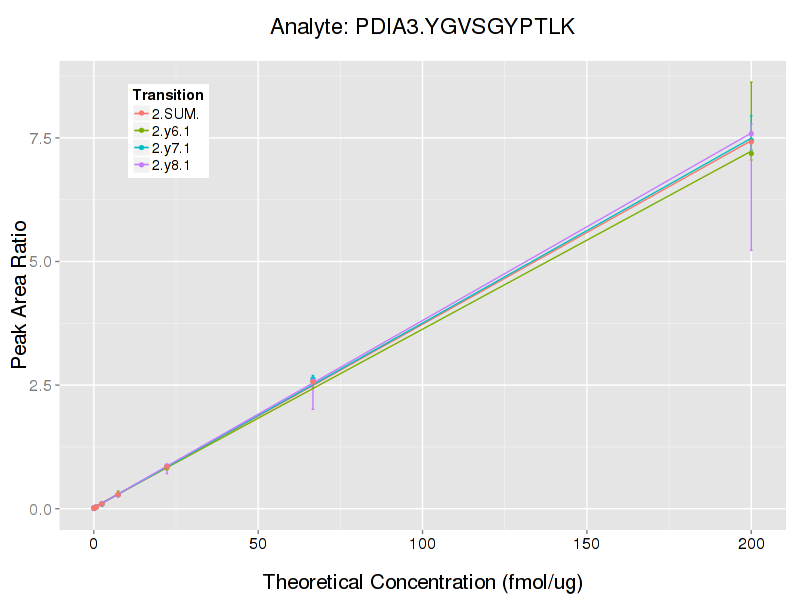 Analyte: PDIA3.YGVSGYPTLK
Transition
2.SUM.
2.y6.1
2.y7.1
2.y8.1
Peak Area Ratio
7.5
5.0
2.5
0.0
0 50 100 150 200
Theoretical Concentration (fmol/ug)